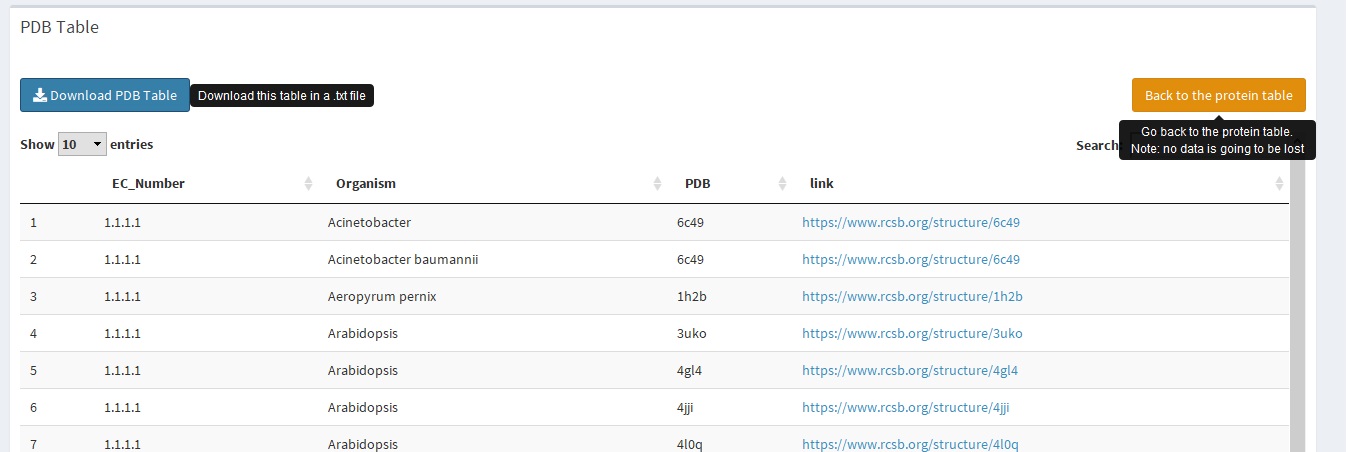 PDB Table
Download PDB Table Download this table in a .txt file Back to the protein table
Go back to the protein table.
Note: no data is going to be lost
Show 10 entries Search:
EC_Number Organism PDB link
1 1.1.1.1 Acinetobacter 6c49 https://www.rcsb.org/structure/6c49
2 1.1.1.1 Acinetobacter baumannii 6c49 https://www.rcsb.org/structure/6c49
3 1.1.1.1 Aeropyrum pernix 1h2b https://www.rcsb.org/structure/1h2b
4 1.1.1.1 Arabidopsis 3uko https://www.rcsb.org/structure/3uko
5 1.1.1.1 Arabidopsis 4gl4 https://www.rcsb.org/structure/4gl4
6 1.1.1.1 Arabidopsis 4jji https://www.rcsb.org/structure/4jji
7 1.1.1.1 Arabidopsis 4l0q https://www.rcsb.org/structure/4l0q